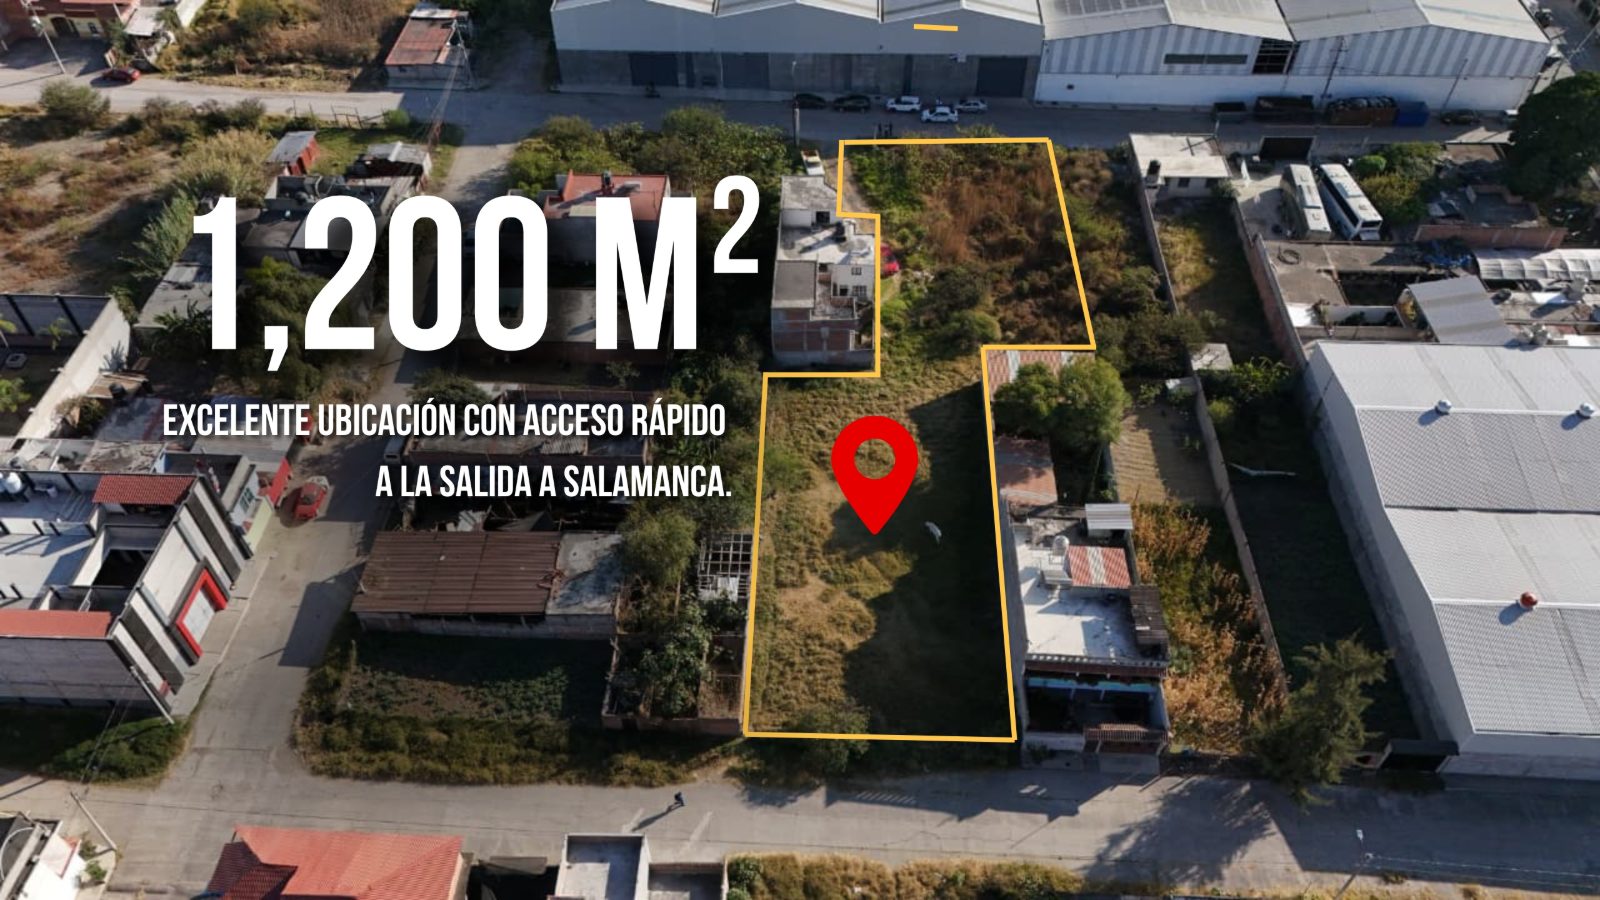 1,200 M²
EXCELENTE UBICACIÓN CON ACCESO RÁPIDO
A LA SALIDA A SALAMANCA.